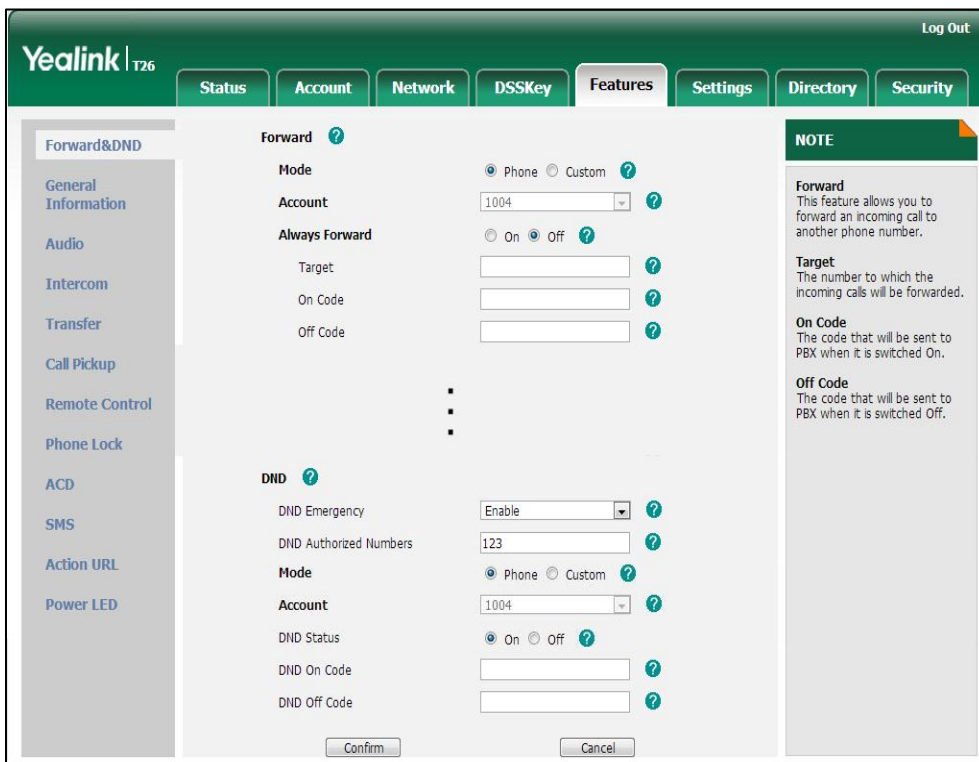 Log Out
Yealink | T26
Status Account Network DSSKey Features Settings Directory Security
Forward&DND
General
Information
Audio
Intercom
Transfer
Call Pickup
Remote Control
Phone Lock
ACD
SMS
Action URL
Power LED
Forward ?
Mode Phone Custom ?
Account 1004 ?
Always Forward On Off ?
Target ?
On Code ?
Off Code ?
DND ?
DND Emergency Enable ?
DND Authorized Numbers 123 ?
Mode Phone Custom ?
Account 1004 ?
DND Status On Off ?
DND On Code ?
DND Off Code ?
Confirm Cancel
NOTE
Forward
This feature allows you to
forward an incoming call to
another phone number.
Target
The number to which the
incoming calls will be forwarded.
On Code
The code that will be sent to
PBX when it is switched On.
Off Code
The code that will be sent to
PBX when it is switched Off.